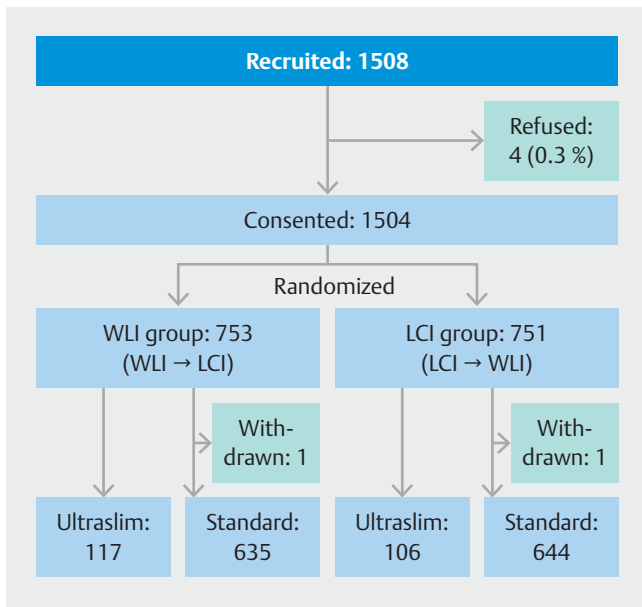 Recruited: 1508
Refused:
4 (0.3 %)
Consented: 1504
Randomized
WLI group: 753
(WLI → LCI)
LCI group: 751
(LCI → WLI)
With-
drawn: 1
With-
drawn: 1
Ultraslim:
117
Standard:
635
Ultraslim:
106
Standard:
644